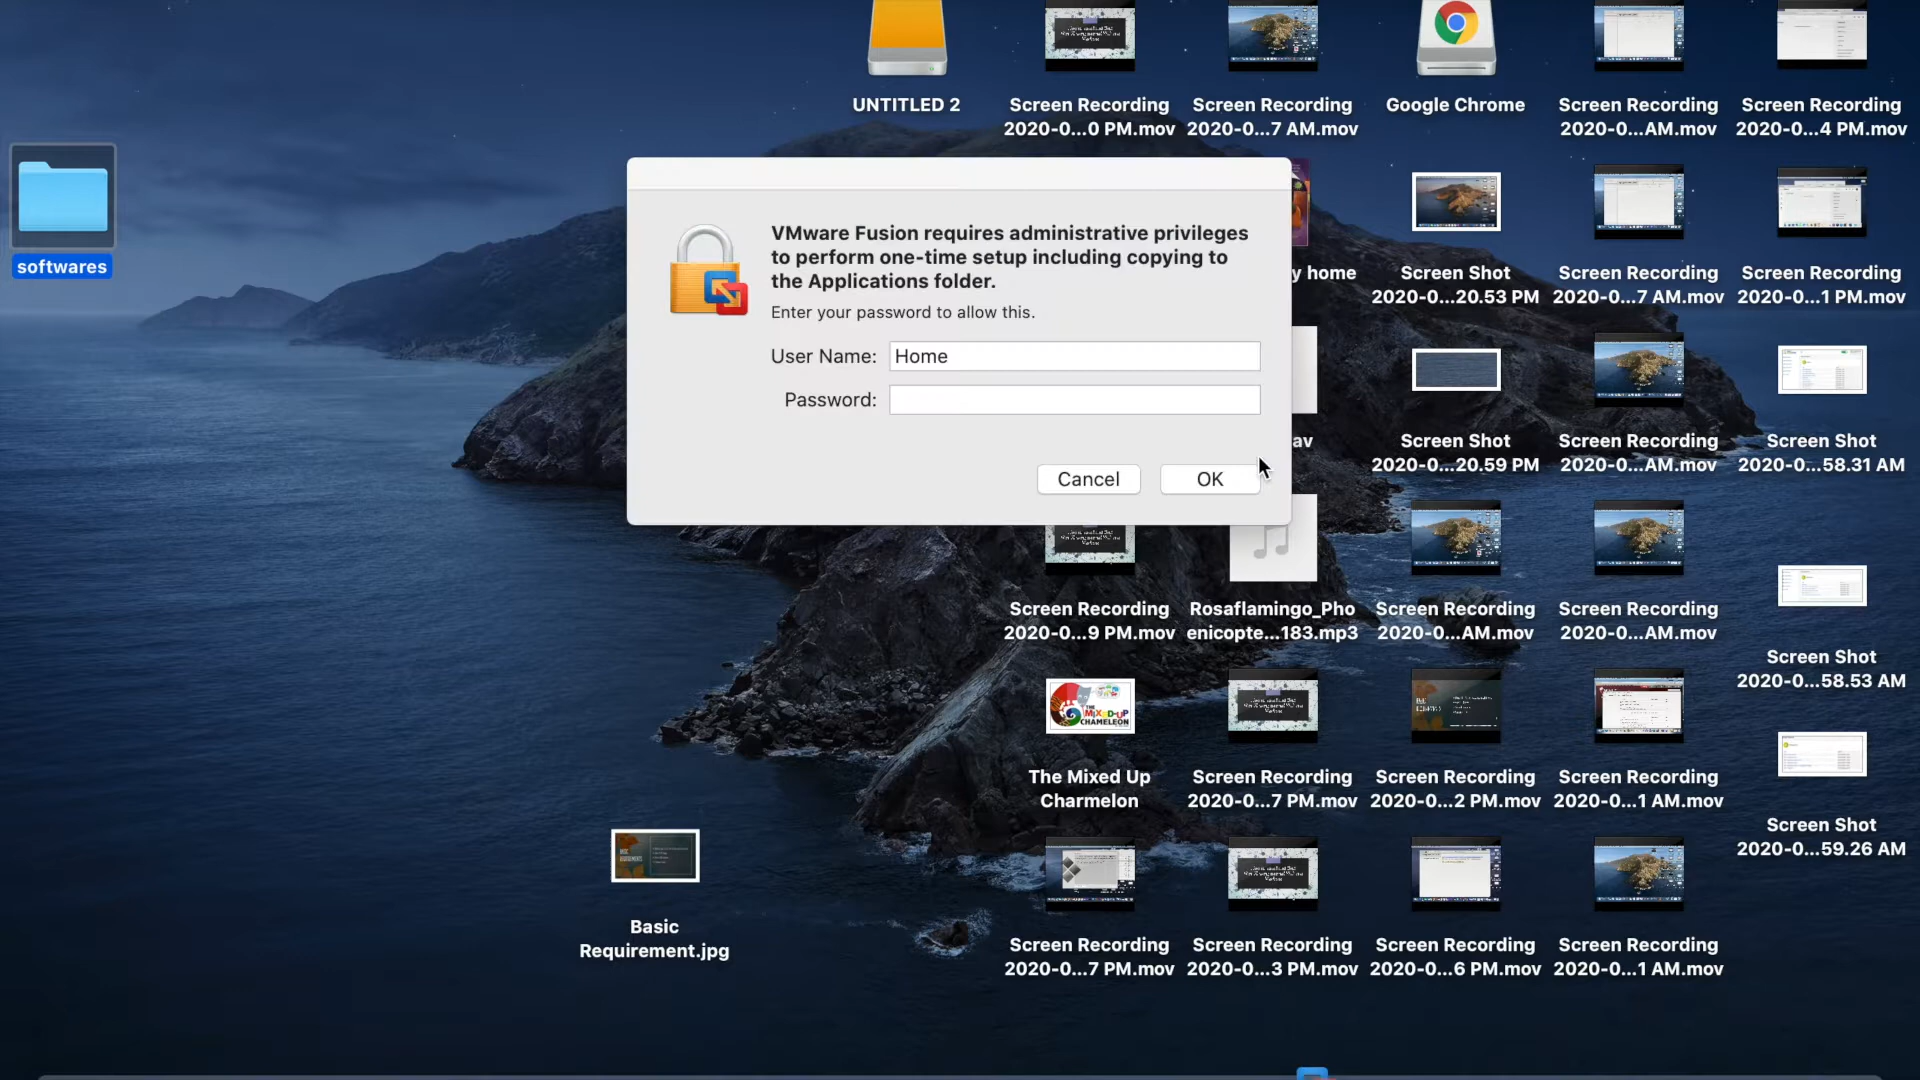 UNTITLED 2
Screen Recording
2020-0...0 PM.mov
Screen Recording
2020-0...7 AM.mov
Google Chrome
Screen Recording
2020-0...AM.mov
Screen Recording
2020-0...4 PM.mov
softwares
VMware Fusion requires administrative privileges
to perform one-time setup including copying to
the Applications folder.
Enter your password to allow this.
User Name: Home
Password:
Cancel
OK
y home
Screen Shot
2020-0...20.53 PM
Screen Recording
2020-0...7 AM.mov
Screen Recording
2020-0...1 PM.mov
av
Screen Shot
2020-0...20.59 PM
Screen Recording
2020-0...AM.mov
Screen Shot
2020-0...58.31 AM
Screen Recording
2020-0...9 PM.mov
Rosaflamingo_Pho
enicopte...183.mp3
Screen Recording
2020-0...AM.mov
Screen Recording
2020-0...AM.mov
Screen Shot
2020-0...58.53 AM
THE
MIXED-UP
CHAMELEON
The Mixed Up
Charmelon
Screen Recording
2020-0...7 PM.mov
Screen Recording
2020-0...2 PM.mov
Screen Recording
2020-0...1 AM.mov
Screen Shot
2020-0...59.26 AM
Basic
Requirement.jpg
Screen Recording
2020-0...7 PM.mov
Screen Recording
2020-0...3 PM.mov
Screen Recording
2020-0...6 PM.mov
Screen Recording
2020-0...1 AM.mov